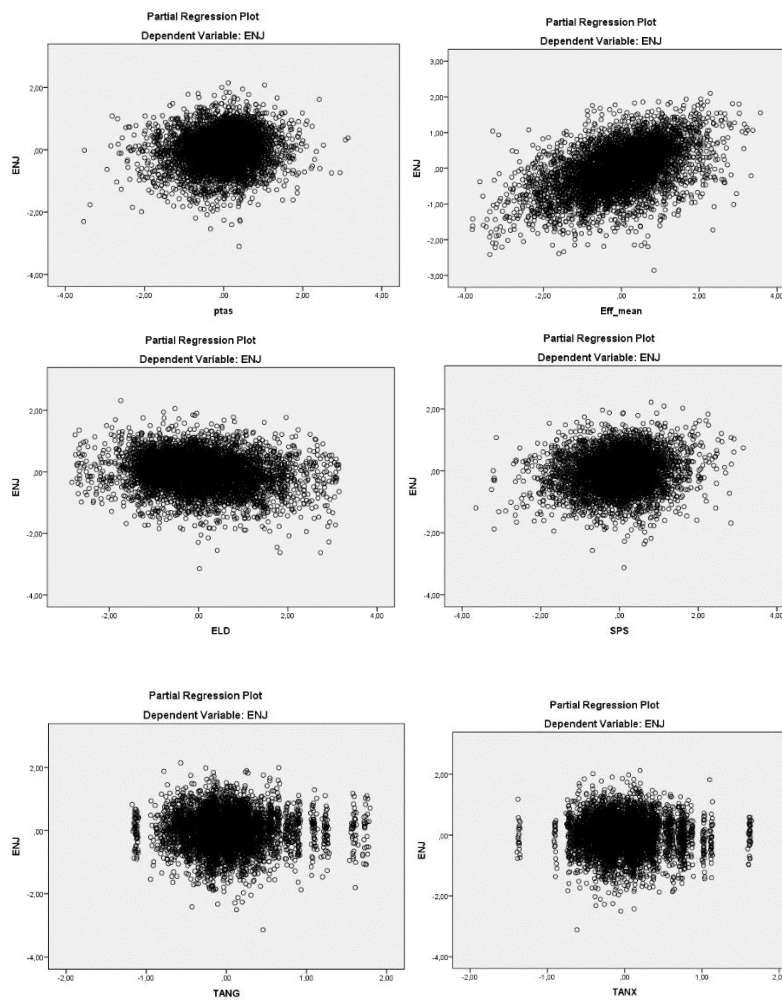 Partial Regression Plot
Dependent Variable: ENJ
ENJ
2,00
,00
-2,00
-4,00
-4,00 -2,00 ,00 2,00 4,00
ptas
Partial Regression Plot
Dependent Variable: ENJ
ENJ
3,00
2,00
1,00
,00
-1,00
-2,00
-3,00
-4,00 -2,00 ,00 2,00 4,00
Eff_mean
Partial Regression Plot
Dependent Variable: ENJ
ENJ
2,00
,00
-2,00
-4,00
-2,00 ,00 2,00 4,00
ELD
Partial Regression Plot
Dependent Variable: ENJ
ENJ
2,00
,00
-2,00
-4,00
-4,00 -2,00 ,00 2,00 4,00
SPS
Partial Regression Plot
Dependent Variable: ENJ
ENJ
2,00
,00
-2,00
-4,00
-2,00 -1,00 ,00 1,00 2,00
TANG
Partial Regression Plot
Dependent Variable: ENJ
ENJ
2,00
,00
-2,00
-4,00
-2,00 -1,00 ,00 1,00
TANX